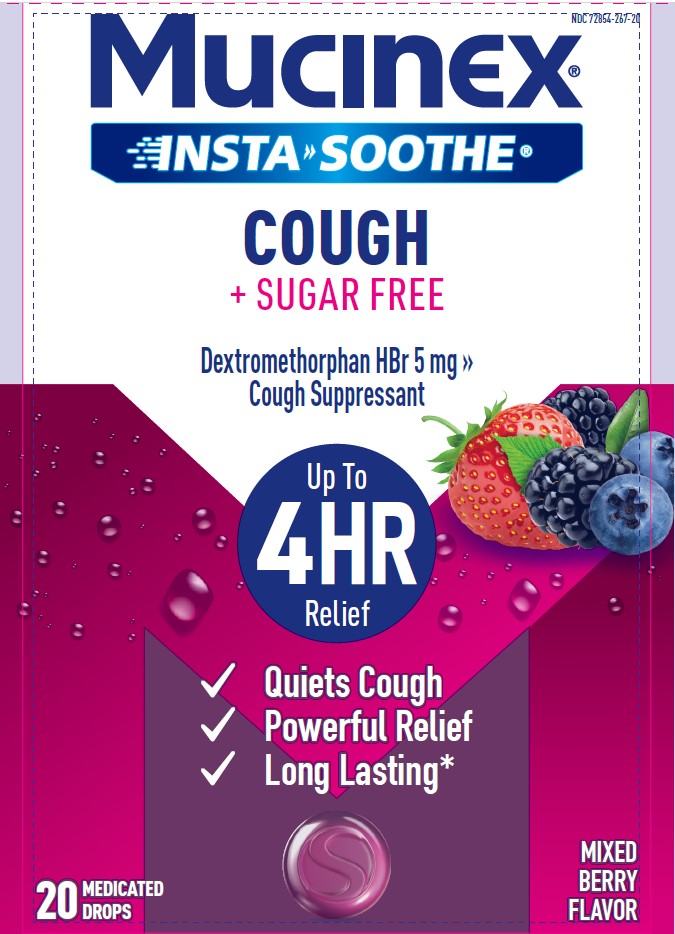 NDC 72854-267-20
Mucinex®
INSTA»SOOTHE®
COUGH
+ SUGAR FREE
Dextromethorphan HBr 5 mg »
Cough Suppressant
Up To
4HR
Relief
✓ Quiets Cough
✓ Powerful Relief
✓ Long Lasting*
20 MEDICATED
DROPS
MIXED
BERRY
FLAVOR